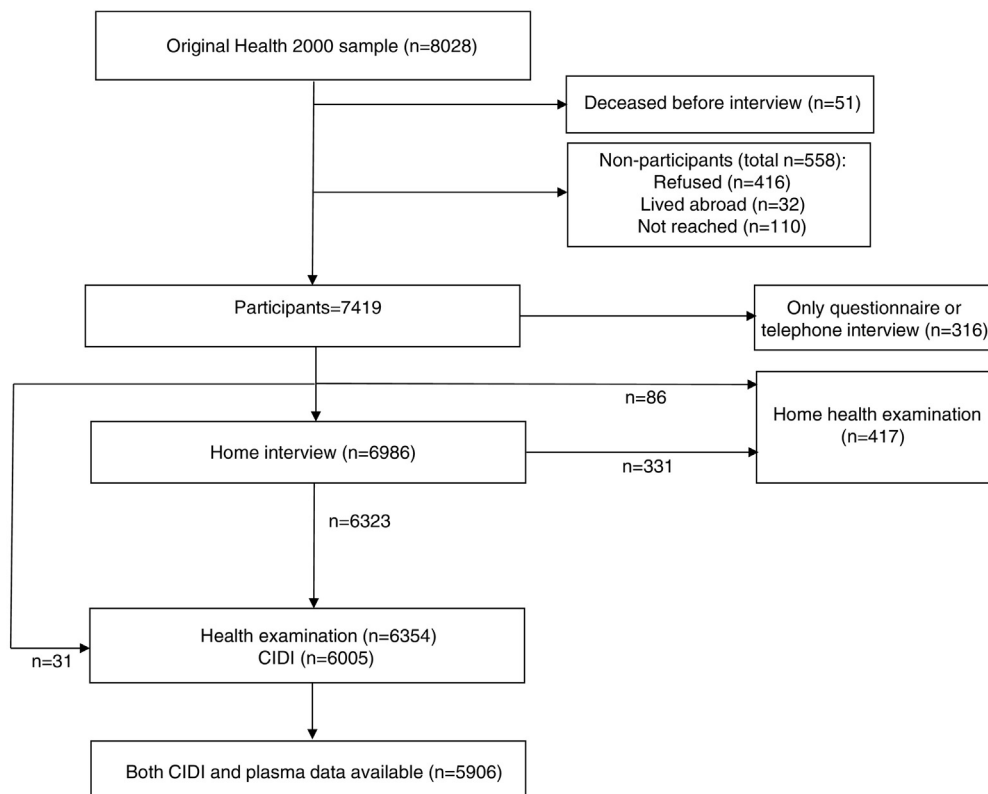 Original Health 2000 sample (n=8028)
Deceased before interview (n=51)
Non-participants (total n=558):
Refused (n=416)
Lived abroad (n=32)
Not reached (n=110)
Participants=7419
Only questionnaire or
telephone interview (n=316)
n=86
Home health examination
(n=417)
Home interview (n=6986)
n=331
n=6323
Health examination (n=6354)
CIDI (n=6005)
n=31
Both CIDI and plasma data available (n=5906)